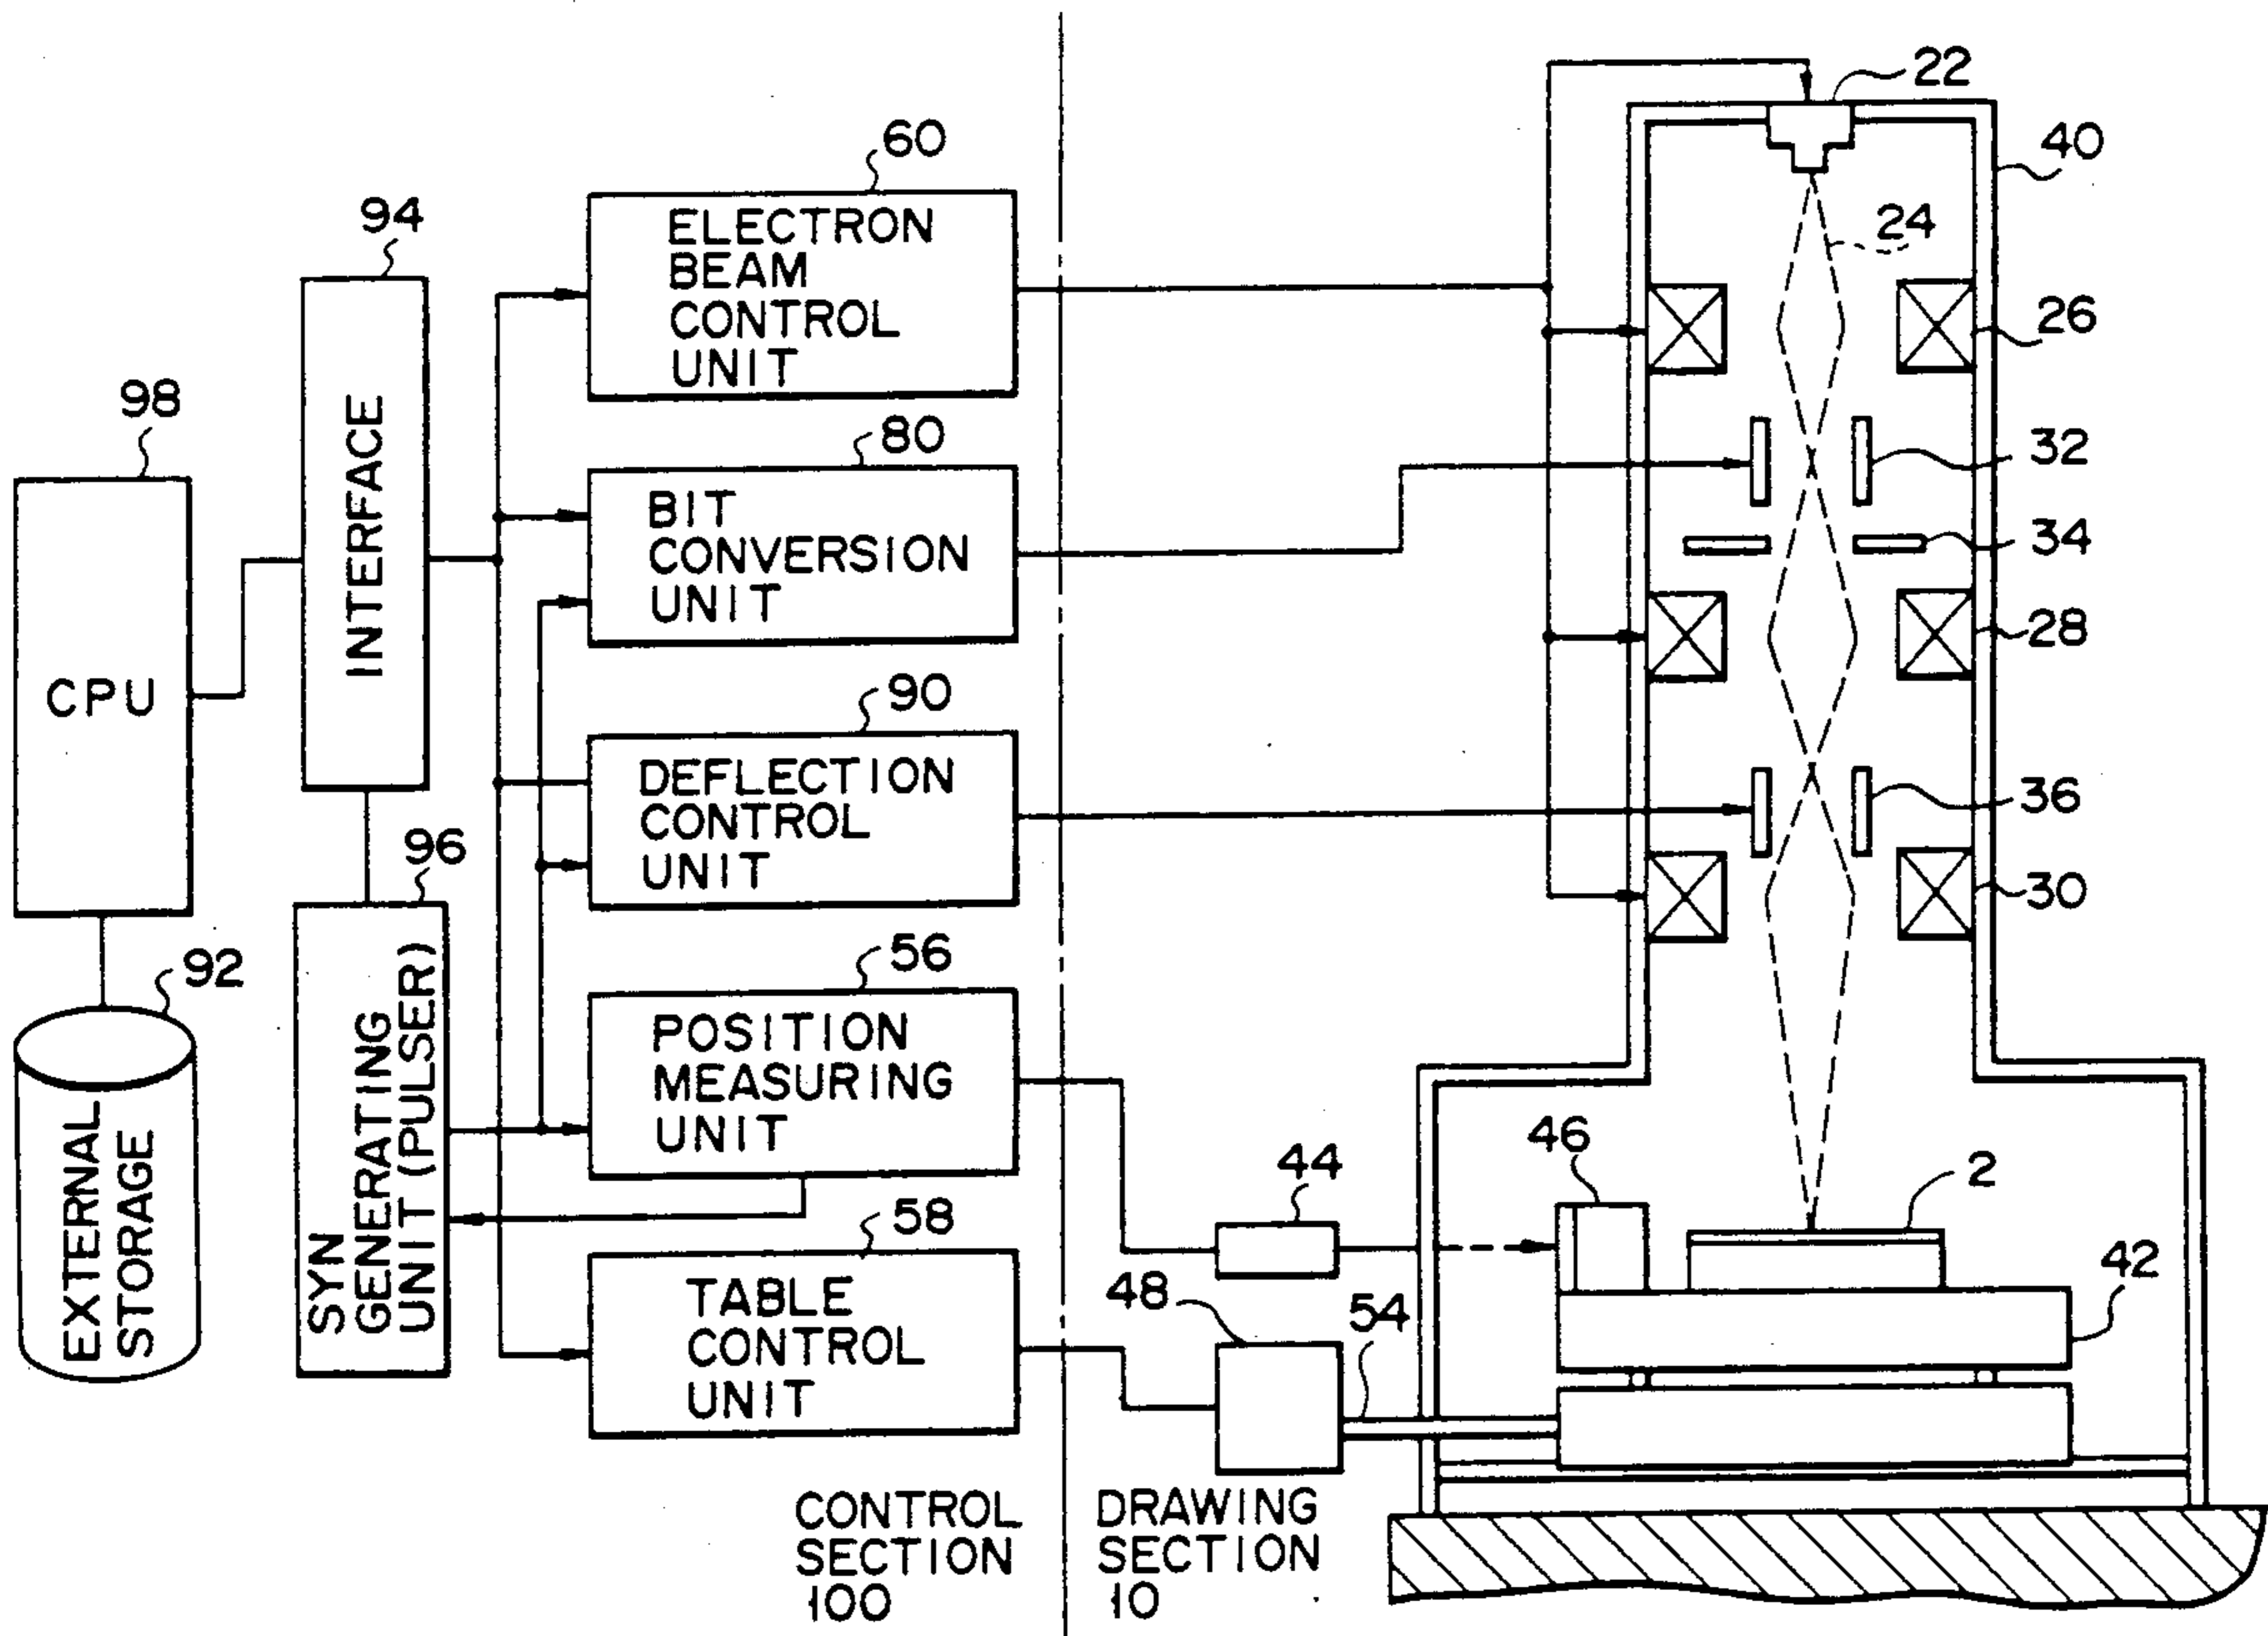 22
40
60
ELECTRON
BEAM
CONTROL
UNIT
24
94
INTERFACE
26
98
CPU
80
BIT
CONVERSION
UNIT
32
34
28
90
DEFLECTION
CONTROL
UNIT
36
30
96
SYN
GENERATING
UNIT (PULSER)
92
EXTERNAL
STORAGE
56
POSITION
MEASURING
UNIT
44
46
2
58
TABLE
CONTROL
UNIT
48
54
42
CONTROL
SECTION
100
DRAWING
SECTION
10